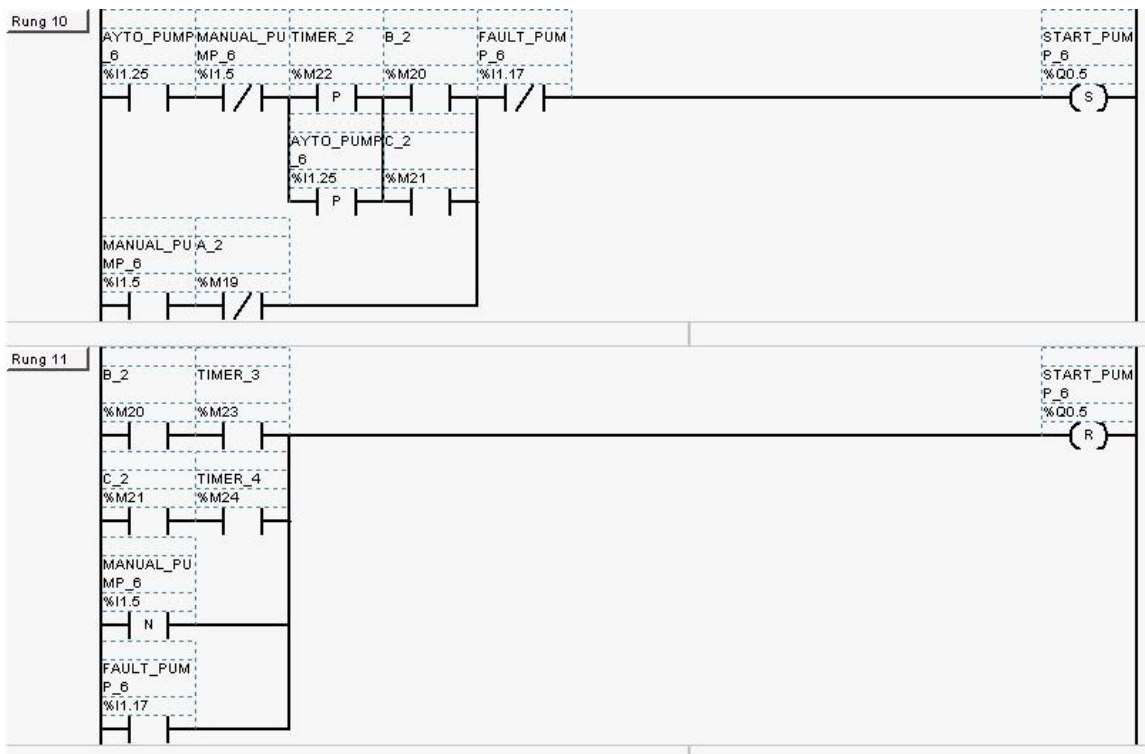 Rung 10
AYTO_PUMP MANUAL_PU TIMER_2 B_2 FAULT_PUM START_PUM
_6 MP_6 P_6 P_6
%I1.25 %I1.5 %M22 %M20 %I1.17 %Q0.5
P S
AYTO_PUMP C_2
_6
%I1.25 %M21
P
MANUAL_PU A_2
MP_6
%I1.5 %M19
Rung 11
B_2 TIMER_3 START_PUM
P_6
%M20 %M23 %Q0.5
R
C_2 TIMER_4
%M21 %M24
MANUAL_PU
MP_6
%I1.5
N
FAULT_PUM
P_6
%I1.17